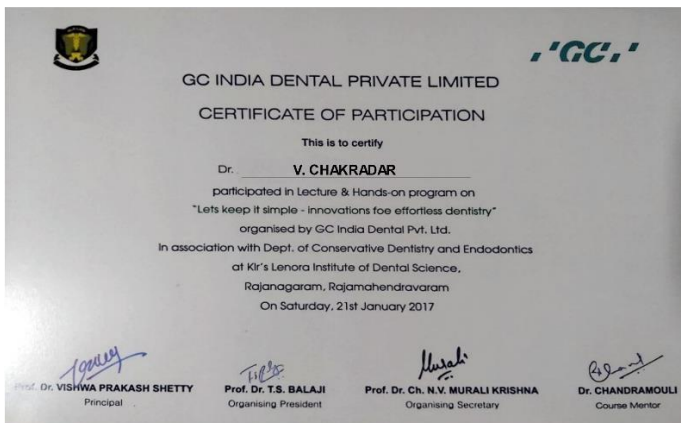 GC
GC INDIA DENTAL PRIVATE LIMITED
CERTIFICATE OF PARTICIPATION
This is to certify
Dr. V. CHAKRADAR
participated in Lecture & Hands-on program on
"Lets keep it simple - innovations foe effortless dentistry"
organised by GC India Dental Pvt. Ltd.
In association with Dept. of Conservative Dentistry and Endodontics
at Kir's Lenora Institute of Dental Science,
Rajanagaram, Rajamahendravaram
On Saturday, 21st January 2017
Murali
Prof. Dr. VISHWA PRAKASH SHETTY Prof. Dr. T.S. BALAJI Prof. Dr. Ch. N.V. MURALI KRISHNA Dr. CHANDRAMOULI
Principal Organising President Organising Secretary Course Mentor